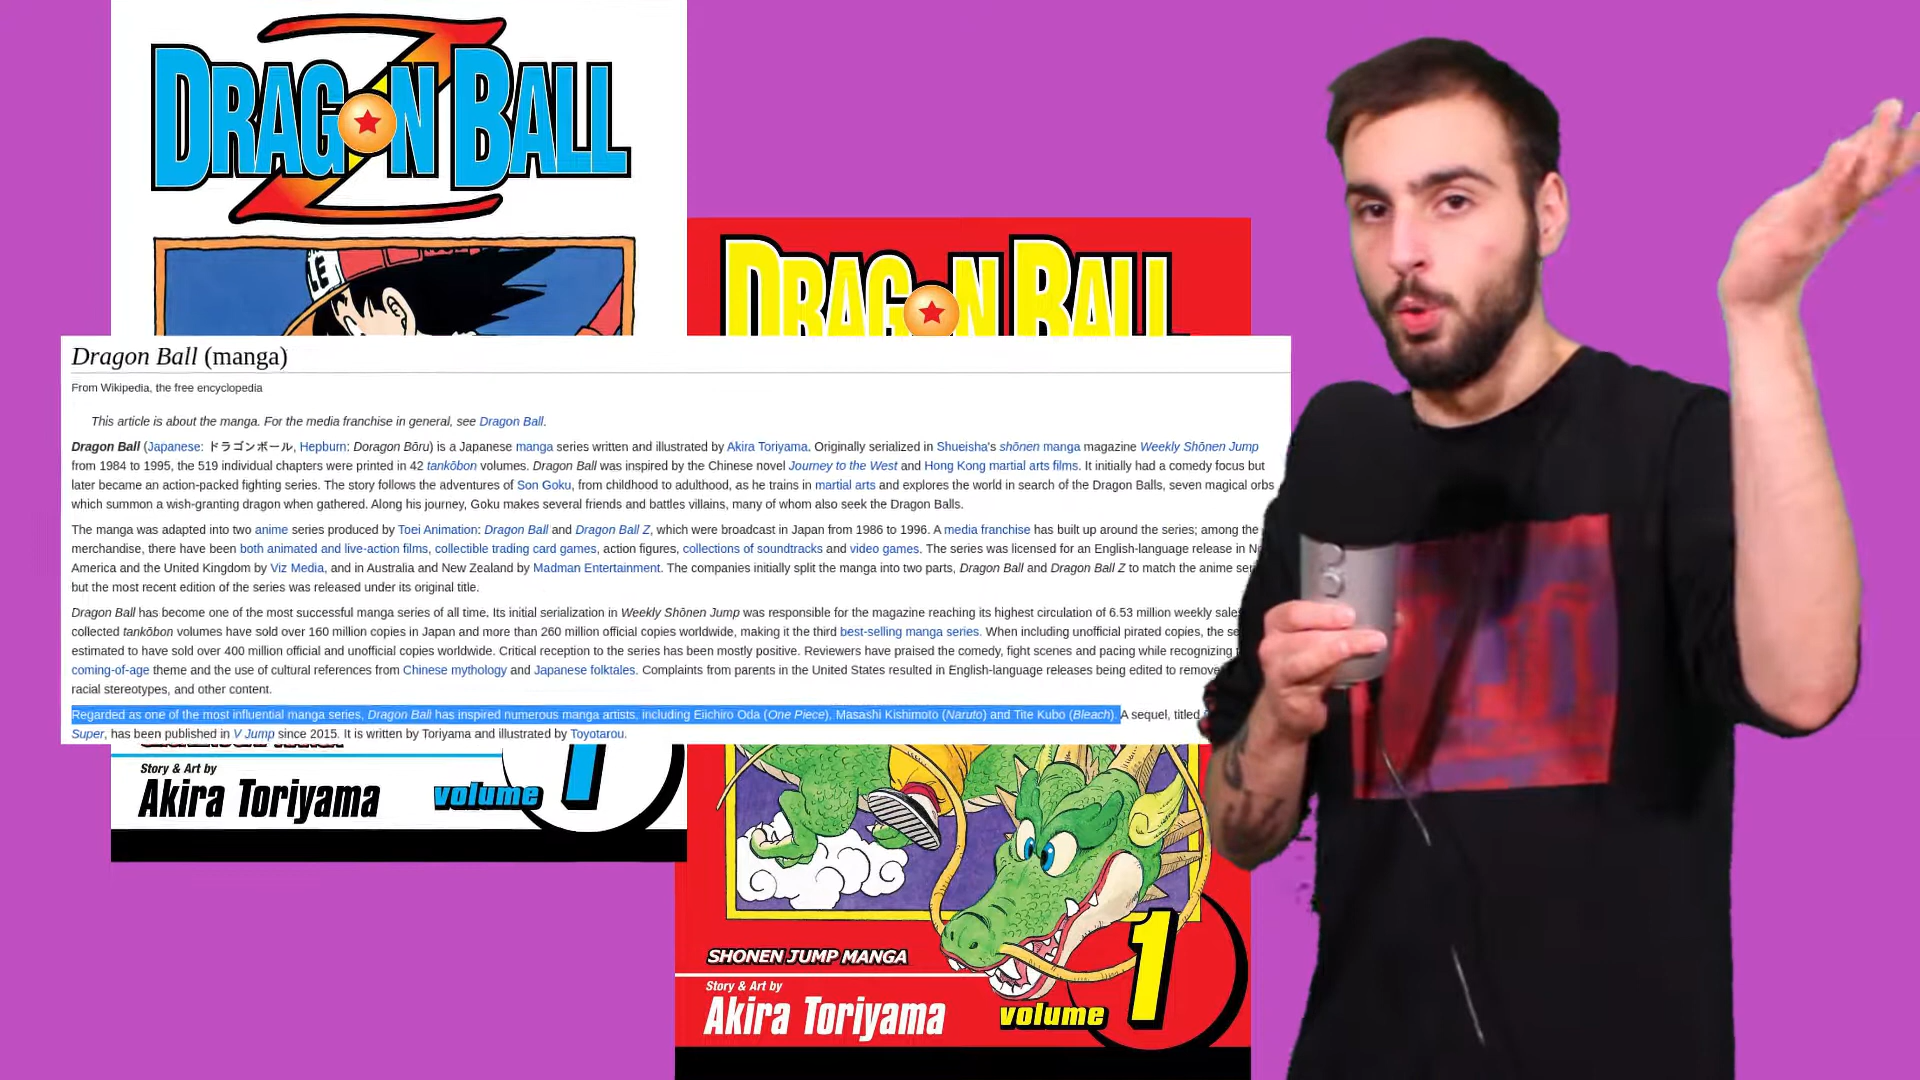 DRAGON BALL
Z
DRAGON BALL
Dragon Ball (manga)
From Wikipedia, the free encyclopedia
This article is about the manga. For the media franchise in general, see Dragon Ball.
Dragon Ball (Japanese: ドラゴンボール, Hepburn: Doragon Bōru) is a Japanese manga series written and illustrated by Akira Toriyama. Originally serialized in Shueisha's shōnen manga magazine Weekly Shōnen Jump
from 1984 to 1995, the 519 individual chapters were printed in 42 tankōbon volumes. Dragon Ball was inspired by the Chinese novel Journey to the West and Hong Kong martial arts films. It initially had a comedy focus but
later became an action-packed fighting series. The story follows the adventures of Son Goku, from childhood to adulthood, as he trains in martial arts and explores the world in search of the Dragon Balls, seven magical orbs
which summon a wish-granting dragon when gathered. Along his journey, Goku makes several friends and battles villains, many of whom also seek the Dragon Balls.
The manga was adapted into two anime series produced by Toei Animation: Dragon Ball and Dragon Ball Z, which were broadcast in Japan from 1986 to 1996. A media franchise has built up around the series; among the
merchandise, there have been both animated and live-action films, collectible trading card games, action figures, collections of soundtracks and video games. The series was licensed for an English-language release in
America and the United Kingdom by Viz Media, and in Australia and New Zealand by Madman Entertainment. The companies initially split the manga into two parts, Dragon Ball and Dragon Ball Z to match the anime
but the most recent edition of the series was released under its original title.
Dragon Ball has become one of the most successful manga series of all time. Its initial serialization in Weekly Shōnen Jump was responsible for the magazine reaching its highest circulation of 6.53 million weekly
collected tankōbon volumes have sold over 160 million copies in Japan and more than 260 million official copies worldwide, making it the third best-selling manga series. When including unofficial pirated copies, the
estimated to have sold over 400 million official and unofficial copies worldwide. Critical reception to the series has been mostly positive. Reviewers have praised the comedy, fight scenes and pacing while recognizing
coming-of-age theme and the use of cultural references from Chinese mythology and Japanese folktales. Complaints from parents in the United States resulted in English-language releases being edited to remove
racial stereotypes, and other content.
Regarded as one of the most influential manga series, Dragon Ball has inspired numerous manga artists, including Eiichiro Oda (One Piece), Masashi Kishimoto (Naruto) and Tite Kubo (Bleach). A sequel, titled
Super, has been published in V Jump since 2015. It is written by Toriyama and illustrated by Toyotarou.
Story & Art by
Akira Toriyama
volume 1
SHONEN JUMP MANGA
Story & Art by
Akira Toriyama
volume 1